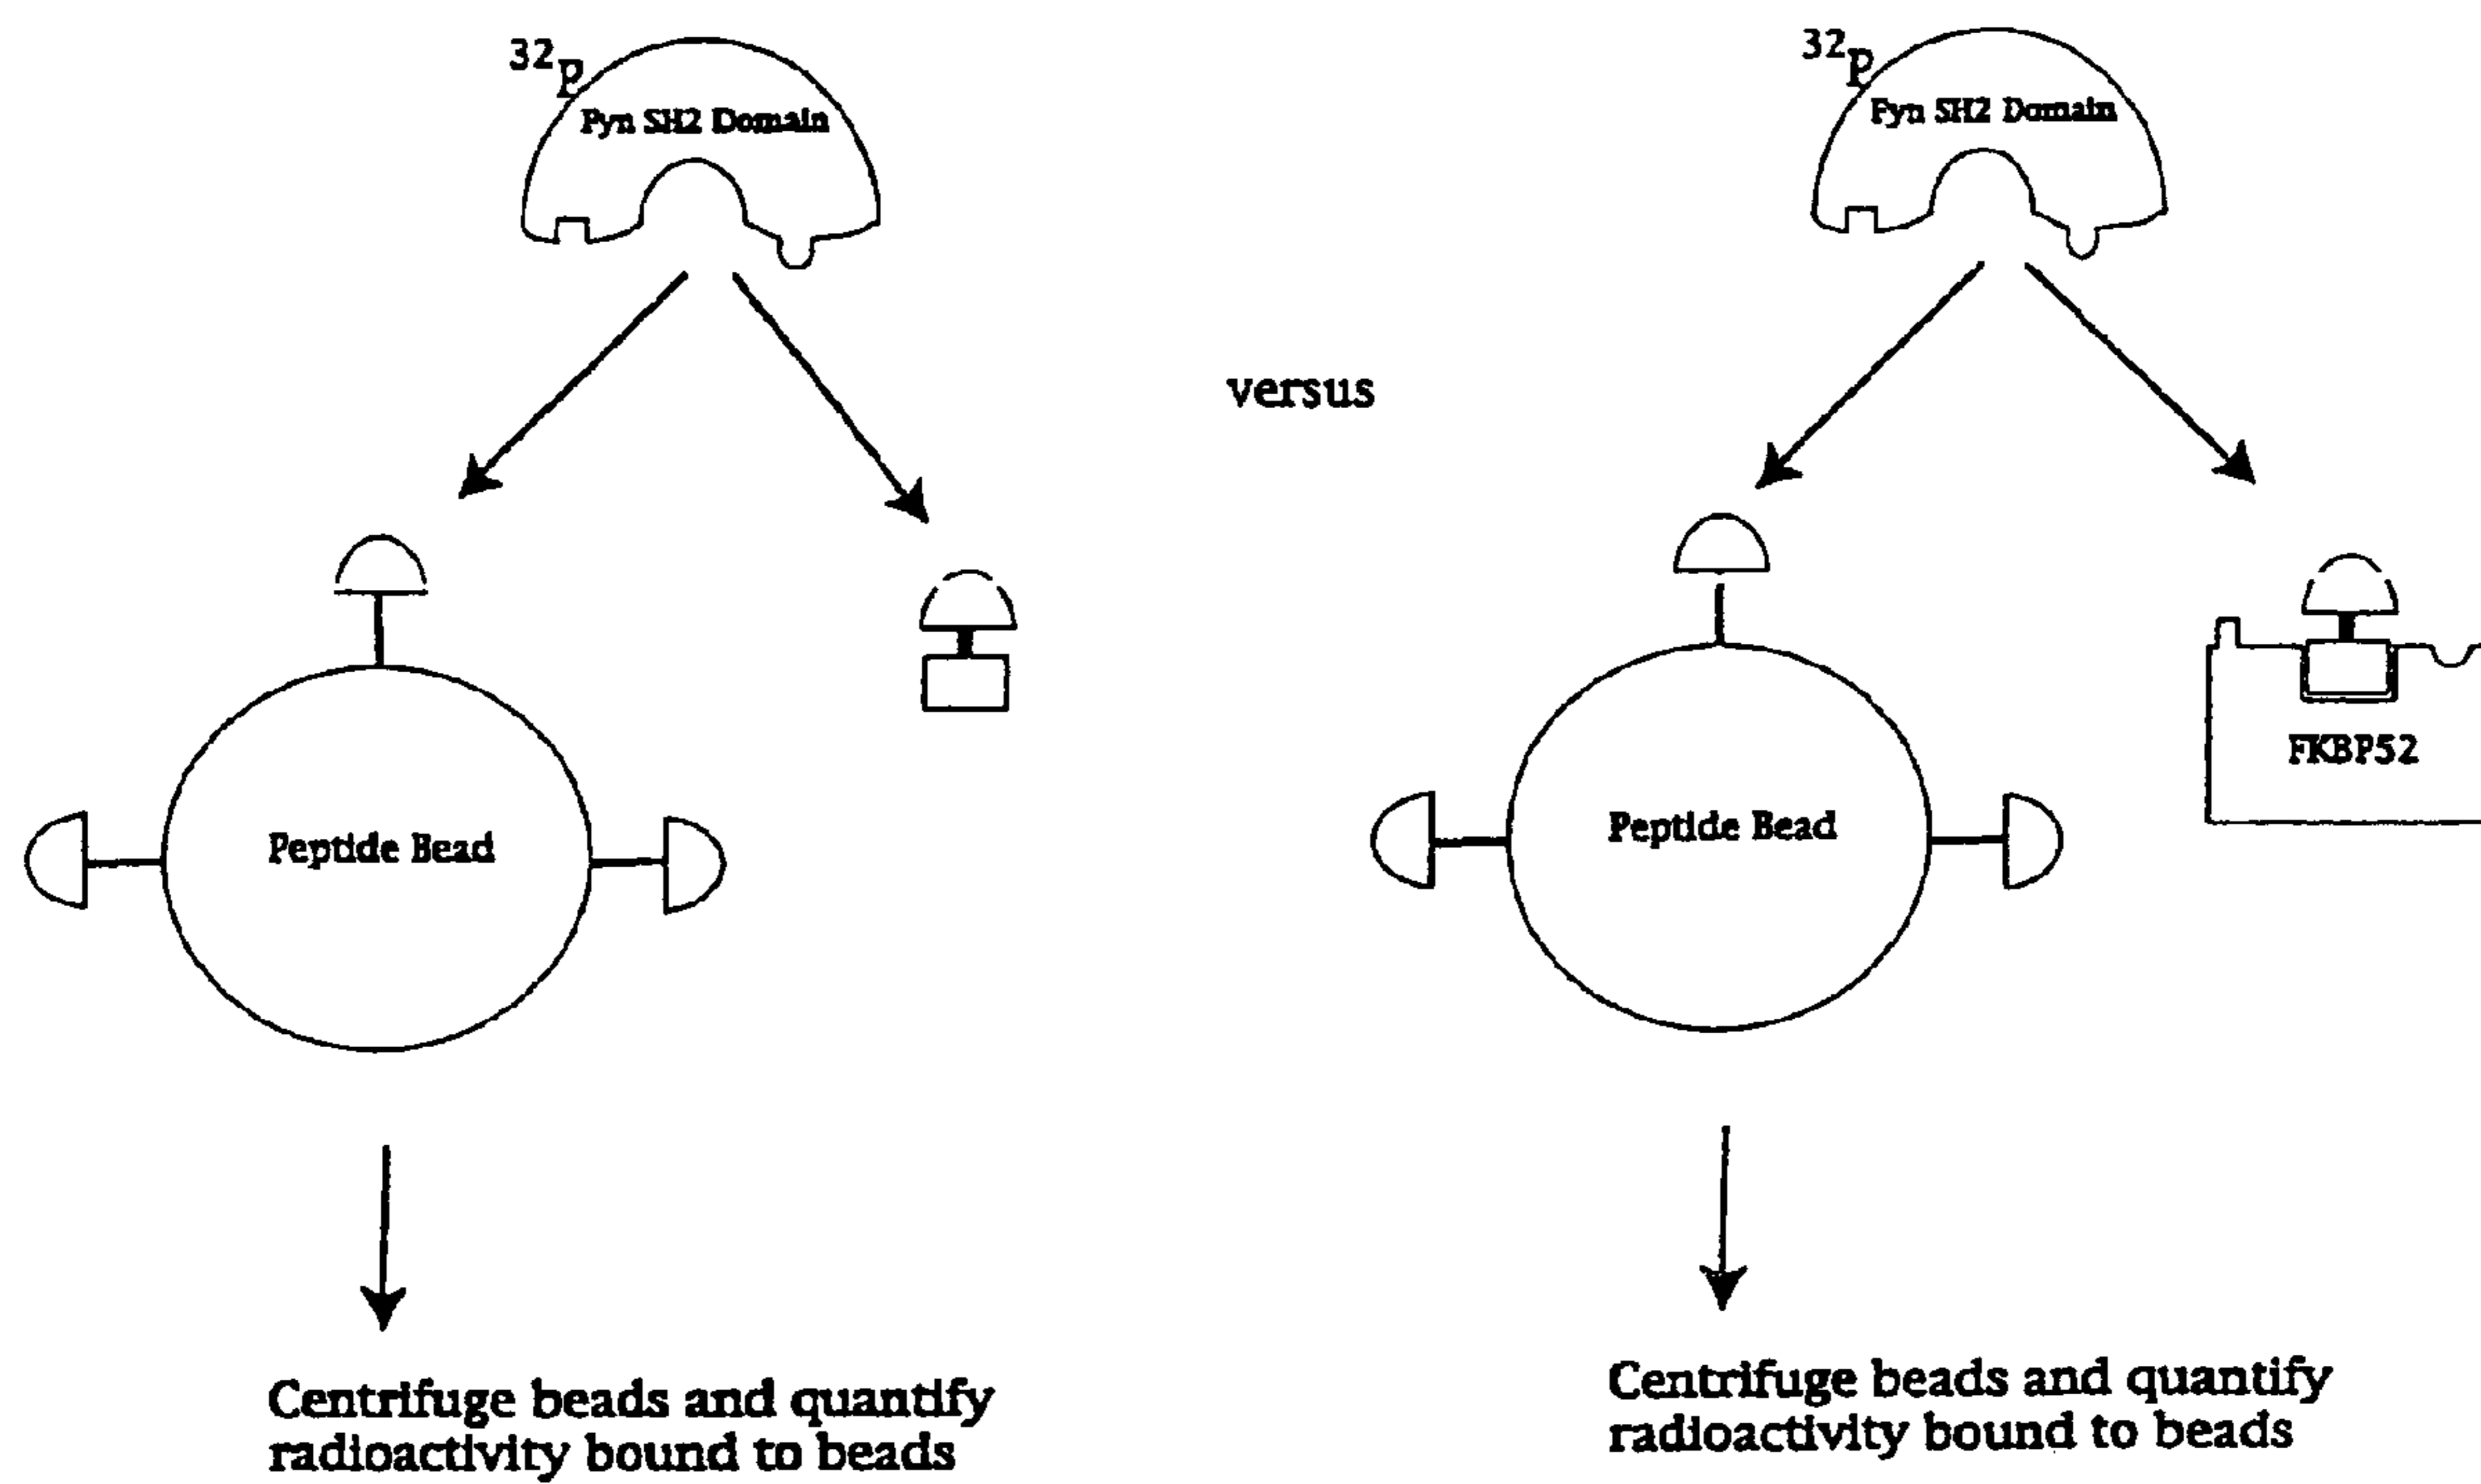 32P
Fyn SH2 Domain
32P
Fyn SH2 Domain
versus
FKBP52
Peptide Bead
Peptide Bead
Centrifuge beads and quantify
radioactivity bound to beads
Centrifuge beads and quantify
radioactivity bound to beads